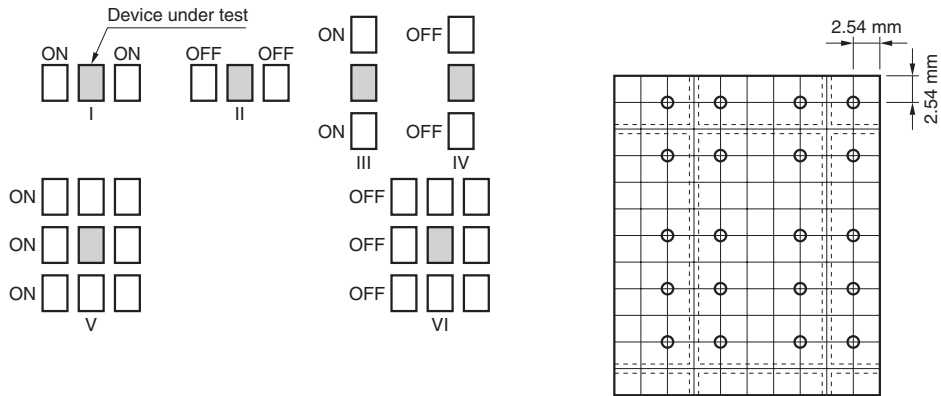 Device under test
ON ON
I
OFF OFF
II
ON
ON
III
OFF
OFF
IV
ON
ON
ON
V
OFF
OFF
OFF
VI
2.54 mm
2.54 mm